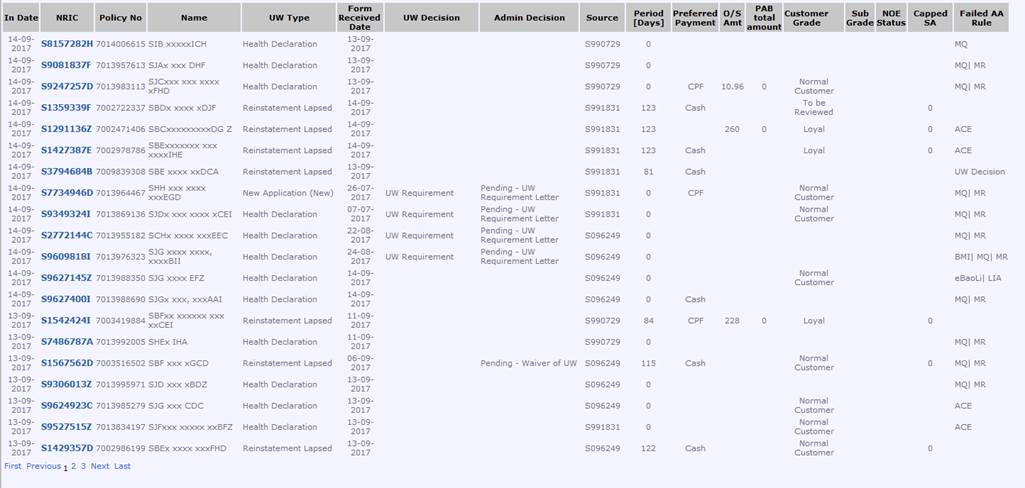 In Date NRIC Policy No Name UW Type Form Received Date UW Decision Admin Decision Source Period [Days] Preferred Payment O/S Amt PAB total amount Customer Grade Sub Grade NOE Status Capped SA Failed AA Rule
14-09-2017 S8157282H 7014006615 SIB xxxxxICH Health Declaration 13-09-2017 S990729 0 MQ
14-09-2017 S9081837F 7013957613 SJAx xxx DHF Health Declaration 13-09-2017 S990729 0 MQ| MR
14-09-2017 S9247257D 7013983113 SJCxxx xxx xxxx xFHD Health Declaration 13-09-2017 S990729 0 CPF 10.96 0 Normal Customer MQ| MR
14-09-2017 S1359339F 7002722337 SBDx xxxx xDJF Reinstatement Lapsed 14-09-2017 S991831 123 Cash To be Reviewed 0
14-09-2017 S1291136Z 7002471406 SBCxxxxxxxxxDG Z Reinstatement Lapsed 14-09-2017 S991831 123 260 0 Loyal 0 ACE
14-09-2017 S1427387E 7002978786 SBExxxxxxx xxx xxxxIHE Reinstatement Lapsed 14-09-2017 S991831 123 Cash Loyal 0 ACE
14-09-2017 S3794684B 7009839308 SBE xxxx xxDCA Reinstatement Lapsed 13-09-2017 S991831 81 Cash UW Decision
14-09-2017 S7734946D 7013964467 SHH xxx xxxx xxxEGD New Application (New) 26-07-2017 UW Requirement Pending - UW Requirement Letter S991831 0 CPF Normal Customer MQ| MR
14-09-2017 S9349324I 7013869136 SJDx xxx xxxx xCEI Health Declaration 07-07-2017 UW Requirement Pending - UW Requirement Letter S991831 0 Normal Customer MQ| MR
14-09-2017 S2772144C 7013955182 SCHx xxxx xxxEEC Health Declaration 22-08-2017 UW Requirement Pending - UW Requirement Letter S096249 0 MQ| MR
14-09-2017 S9609818I 7013976323 SJG xxxx xxxx, xxxxBII Health Declaration 24-08-2017 UW Requirement Pending - UW Requirement Letter S096249 0 BMI| MQ| MR
14-09-2017 S9627145Z 7013988350 SJG xxxx EFZ Health Declaration 14-09-2017 S096249 0 Normal Customer eBaoLi| LIA
14-09-2017 S9627400I 7013988690 SJGx xxx, xxxAAI Health Declaration 14-09-2017 S096249 0 Cash MQ| MR
13-09-2017 S1542424I 7003419884 SBFxx xxxxxx xxx xxCEI Reinstatement Lapsed 11-09-2017 S990729 84 CPF 228 0 Loyal 0
13-09-2017 S7486787A 7013992005 SHEx IHA Health Declaration 11-09-2017 S990729 0 MQ| MR
13-09-2017 S1567562D 7003516502 SBF xxx xGCD Reinstatement Lapsed 06-09-2017 Pending - Waiver of UW S096249 115 Cash Normal Customer 0 MQ| MR
13-09-2017 S9306013Z 7013995971 SJD xxx xBDZ Health Declaration 13-09-2017 S096249 0 Normal Customer MQ| MR
13-09-2017 S9624923C 7013985279 SJG xxx CDC Health Declaration 13-09-2017 S096249 0 Normal Customer ACE
13-09-2017 S9527515Z 7013834197 SJFxxx xxxxx xxBFZ Health Declaration 13-09-2017 S991831 0 Normal Customer ACE
13-09-2017 S1429357D 7002986199 SBEx xxxx xxxFHD Reinstatement Lapsed 13-09-2017 S096249 122 Cash Normal Customer 0
First Previous 1 2 3 Next Last